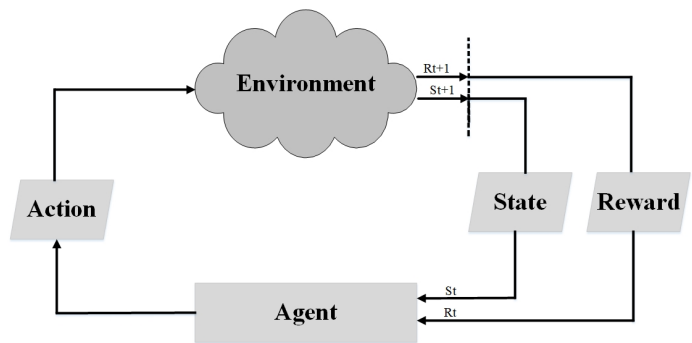 Environment
Rt+1
St+1
Action
State
Reward
Agent
St
Rt